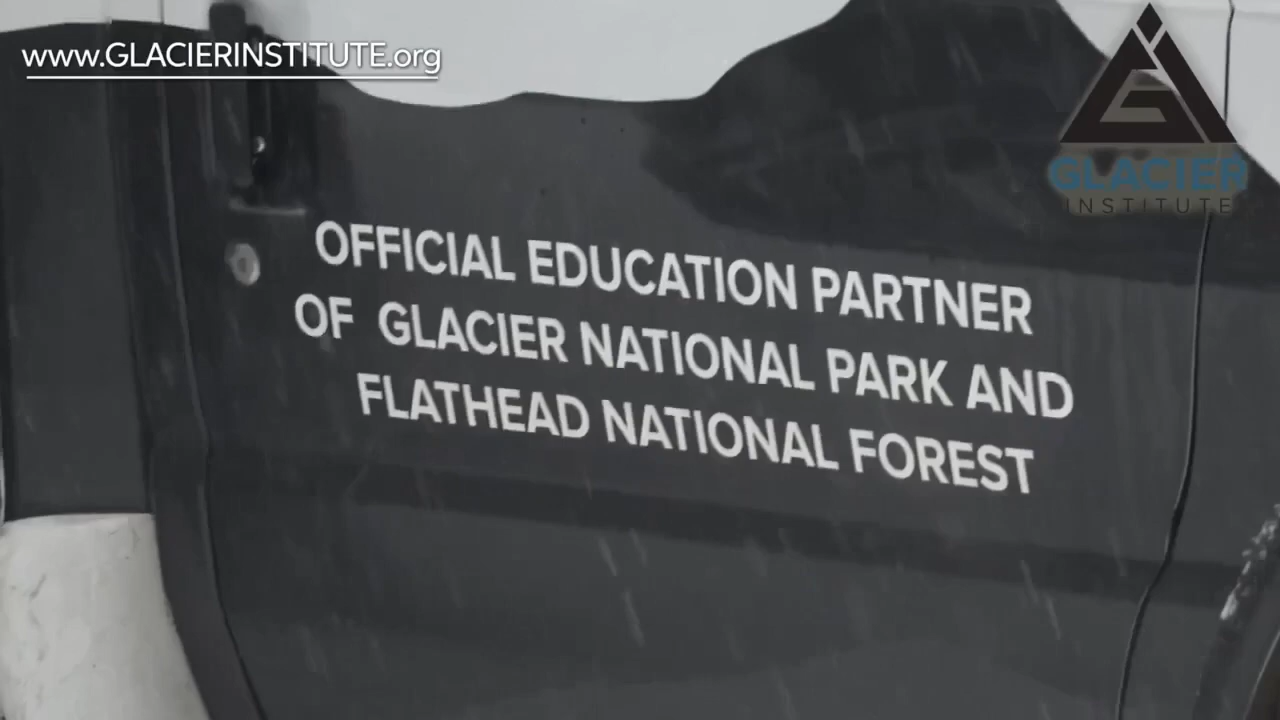 www.GLACIERINSTITUTE.org
GLACIER
INSTITUTE
OFFICIAL EDUCATION PARTNER
OF GLACIER NATIONAL PARK AND
FLATHEAD NATIONAL FOREST